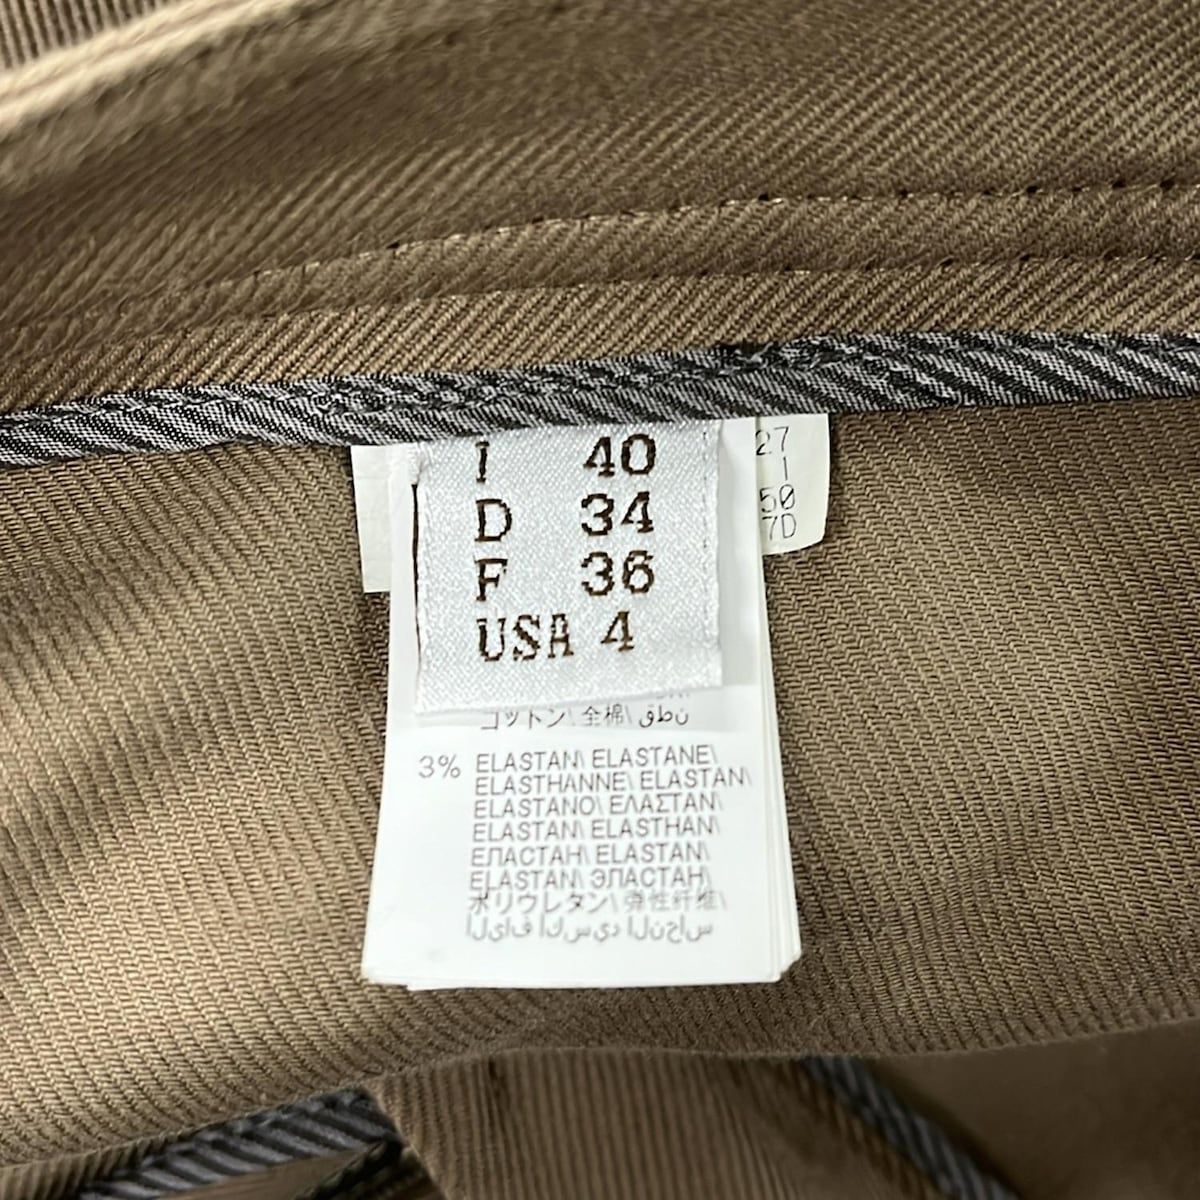 I 40
D 34
F 36
USA 4
27
1
50
7D
コットン\ 全棉\ قطن
3% ELASTAN\ ELASTANE\
ELASTHANNE\ ELASTAN\
ELASTANO\ ΕΛΑΣΤΑΝ\
ELASTAN\ ELASTHAN\
ЕЛАСТАН\ ELASTAN\
ELASTAN\ ЭЛАСТАН\
ポリウレタン\ 弾性纤维\